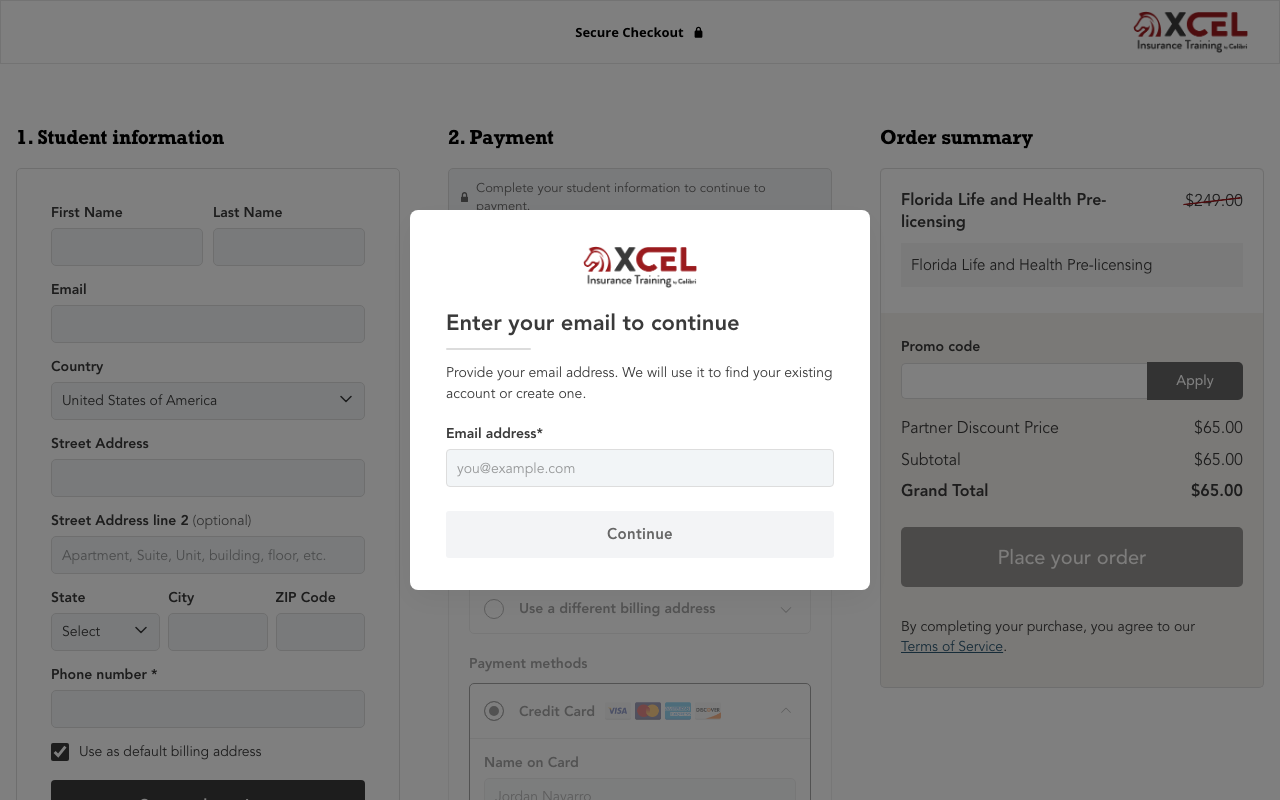 Secure Checkout
XCEL
Insurance Training by Colibri
1. Student information
First Name
Last Name
Email
Country
United States of America
Street Address
Street Address line 2 (optional)
Apartment, Suite, Unit, building, floor, etc.
State
City
ZIP Code
Select
Phone number *
Use as default billing address
2. Payment
Complete your student information to continue to
payment.
XCEL
Insurance Training by Colibri
Enter your email to continue
Provide your email address. We will use it to find your existing
account or create one.
Email address*
you@example.com
Continue
Use a different billing address
Payment methods
Credit Card
VISA
DISCOVER
Name on Card
Jordan Navarro
Order summary
Florida Life and Health Pre-
licensing
$249.00
Florida Life and Health Pre-licensing
Promo code
Apply
Partner Discount Price $65.00
Subtotal $65.00
Grand Total $65.00
Place your order
By completing your purchase, you agree to our
Terms of Service.